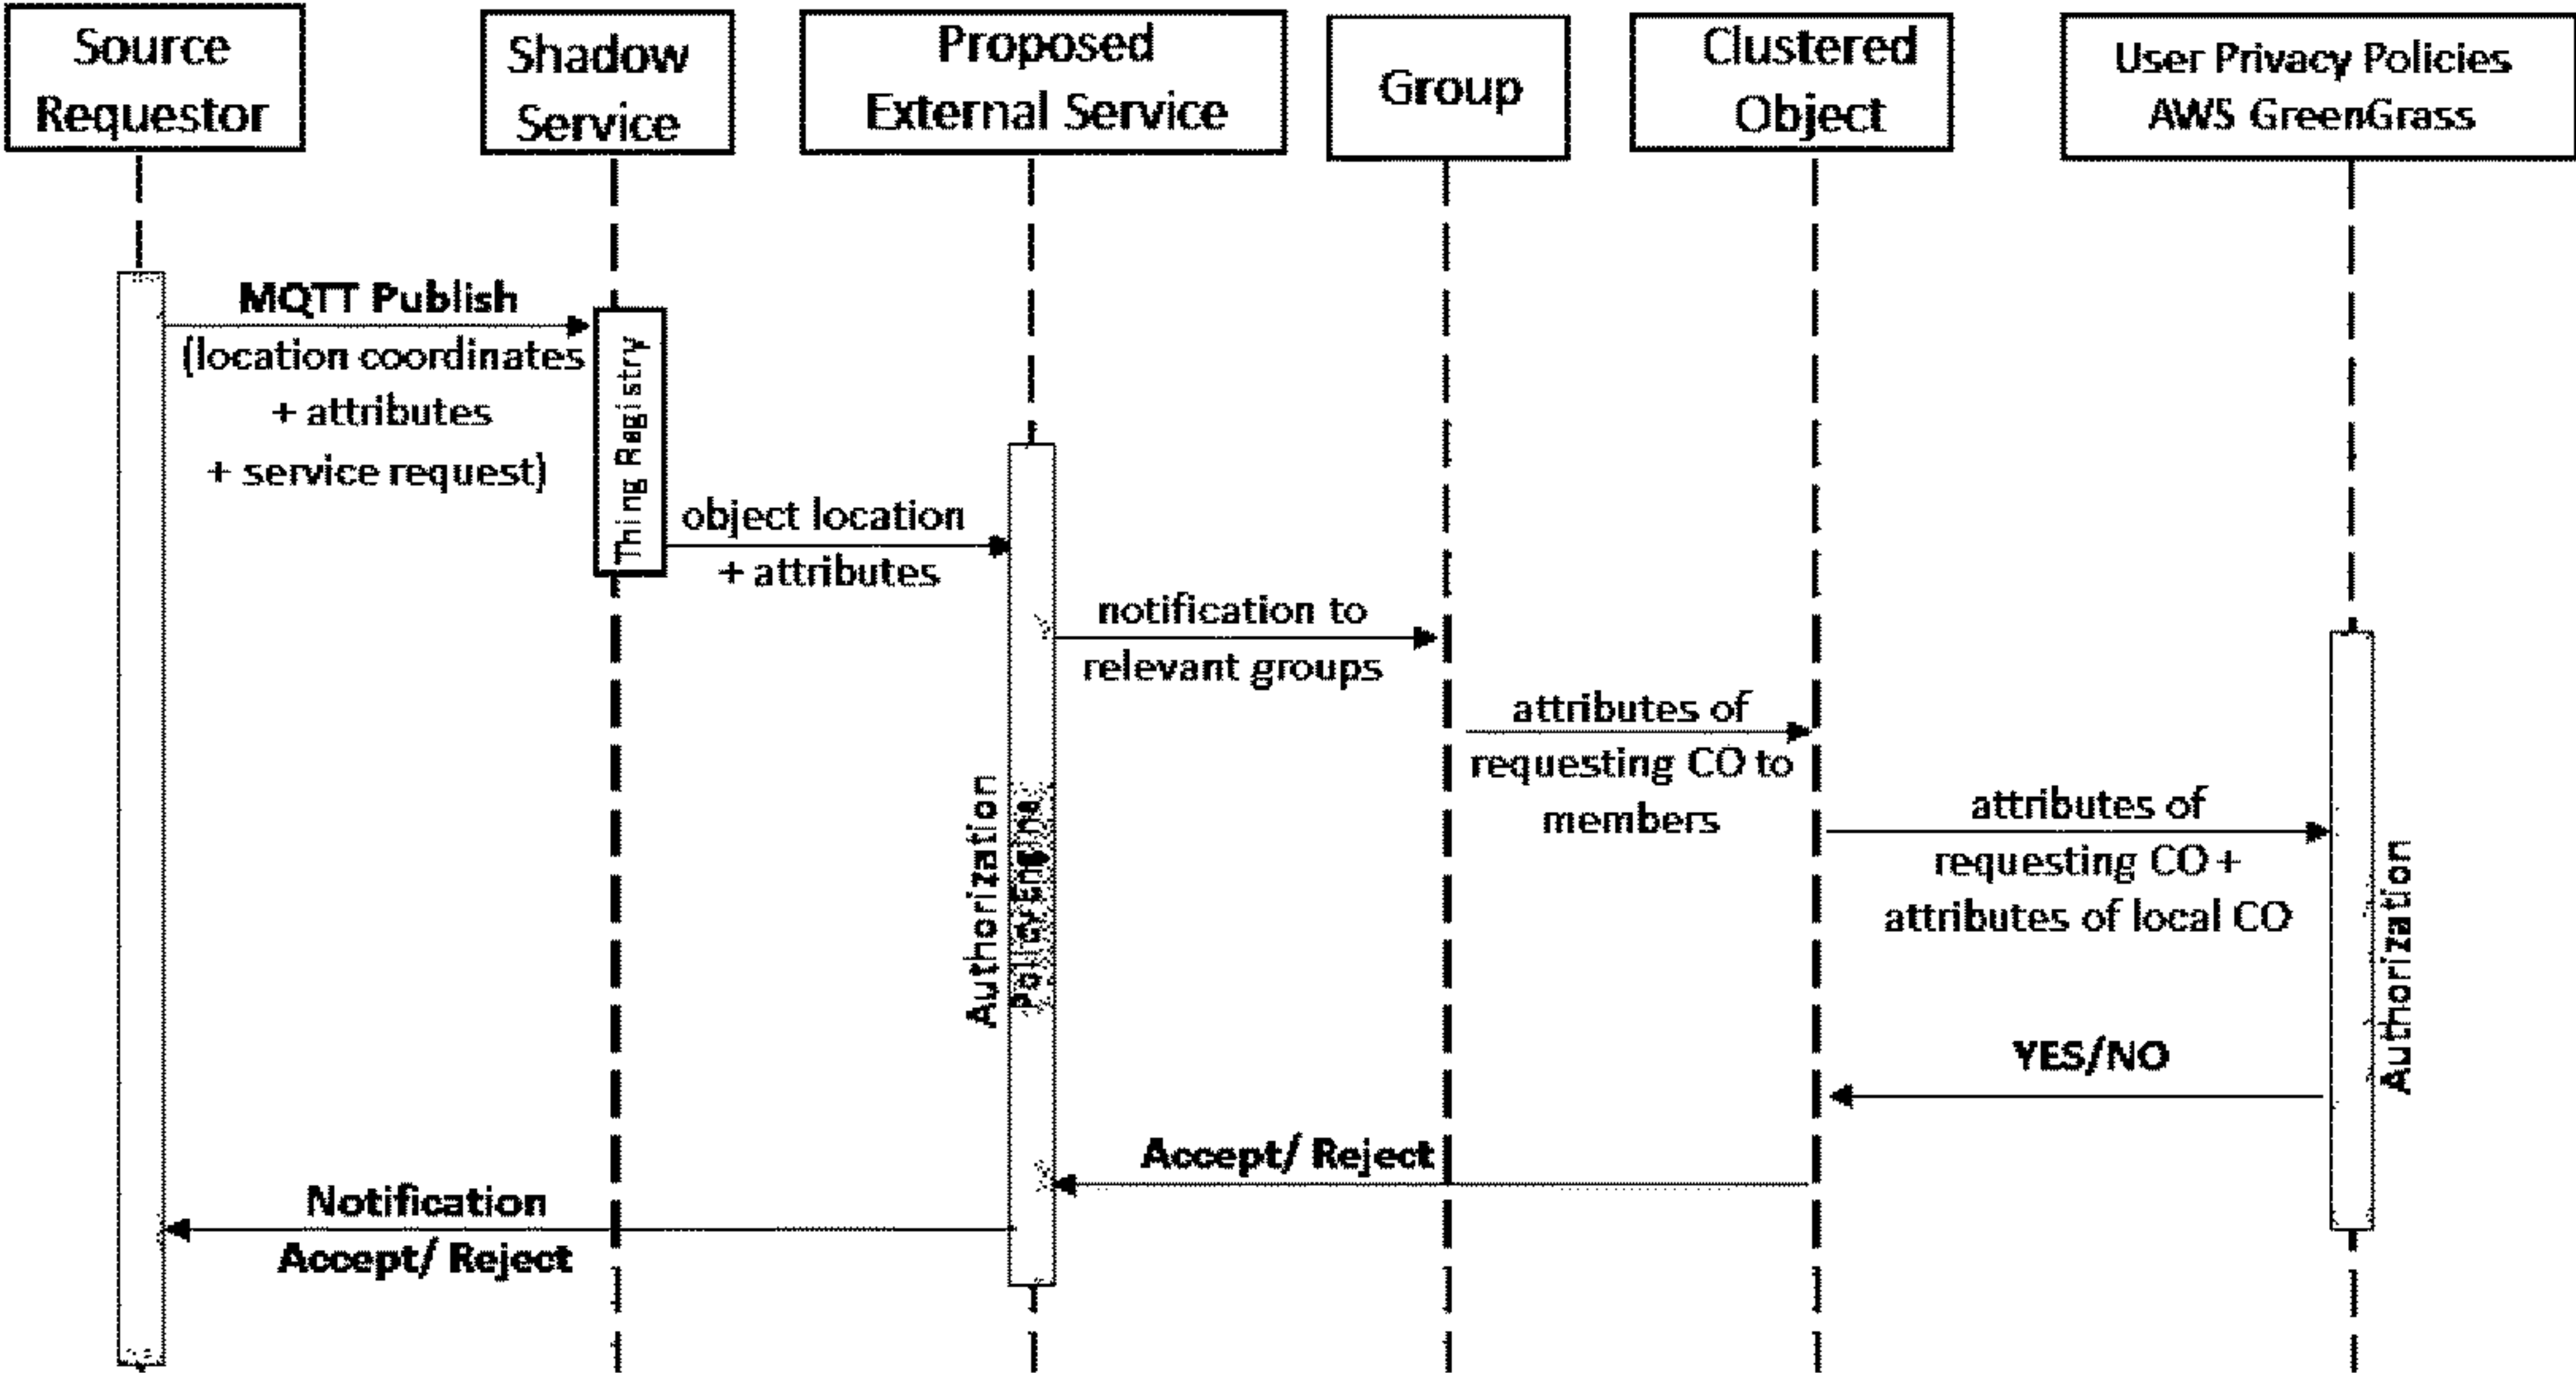 Source
Requestor
Shadow
Service
Proposed
External Service
Group
Clustered
Object
User Privacy Policies
AWS GreenGrass
MQTT Publish
(location coordinates
+ attributes
+ service request)
Thing Registry
object location
+ attributes
notification to
relevant groups
attributes of
requesting CO to
members
attributes of
requesting CO +
attributes of local CO
Authorization
Policy Engine
Authorization
YES/NO
Accept/ Reject
Notification
Accept/ Reject